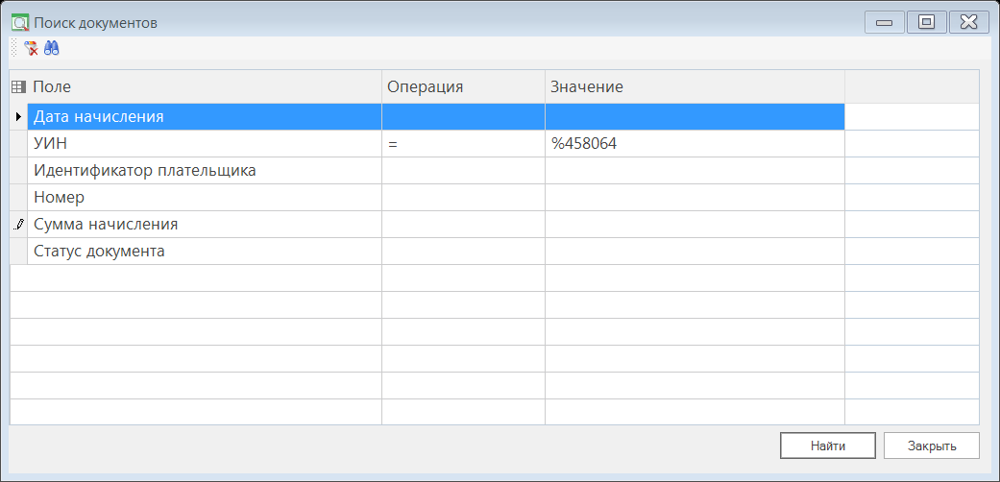 Поиск документов
Поле Операция Значение
Дата начисления
УИН = %458064
Идентификатор плательщика
Номер
Сумма начисления
Статус документа
Найти Закрыть